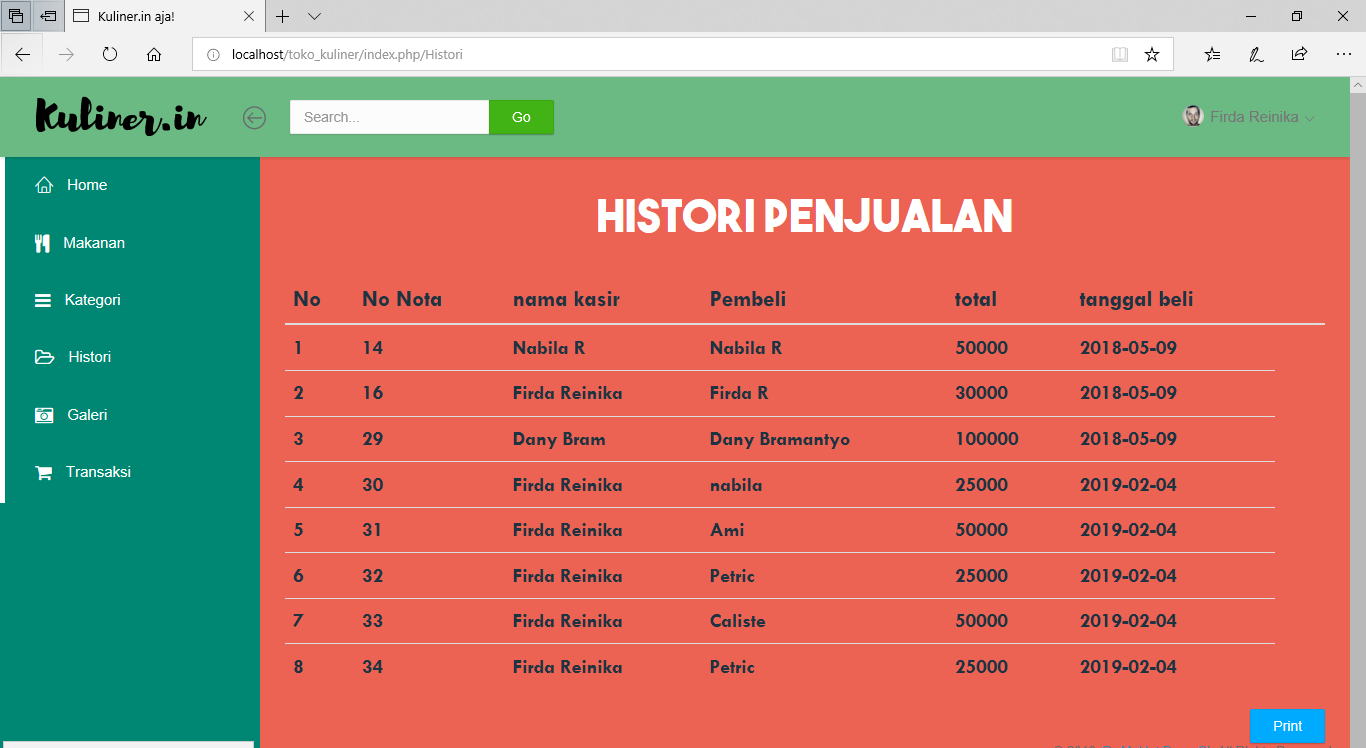 Kuliner.in aja!
localhost/toko_kuliner/index.php/Histori
Kuliner.in
Search...
Go
Firda Reinika
Home
Makanan
Kategori
Histori
Galeri
Transaksi
HISTORI PENJUALAN
No No Nota nama kasir Pembeli total tanggal beli
1 14 Nabila R Nabila R 50000 2018-05-09
2 16 Firda Reinika Firda R 30000 2018-05-09
3 29 Dany Bram Dany Bramantyo 100000 2018-05-09
4 30 Firda Reinika nabila 25000 2019-02-04
5 31 Firda Reinika Ami 50000 2019-02-04
6 32 Firda Reinika Petric 25000 2019-02-04
7 33 Firda Reinika Caliste 50000 2019-02-04
8 34 Firda Reinika Petric 25000 2019-02-04
Print